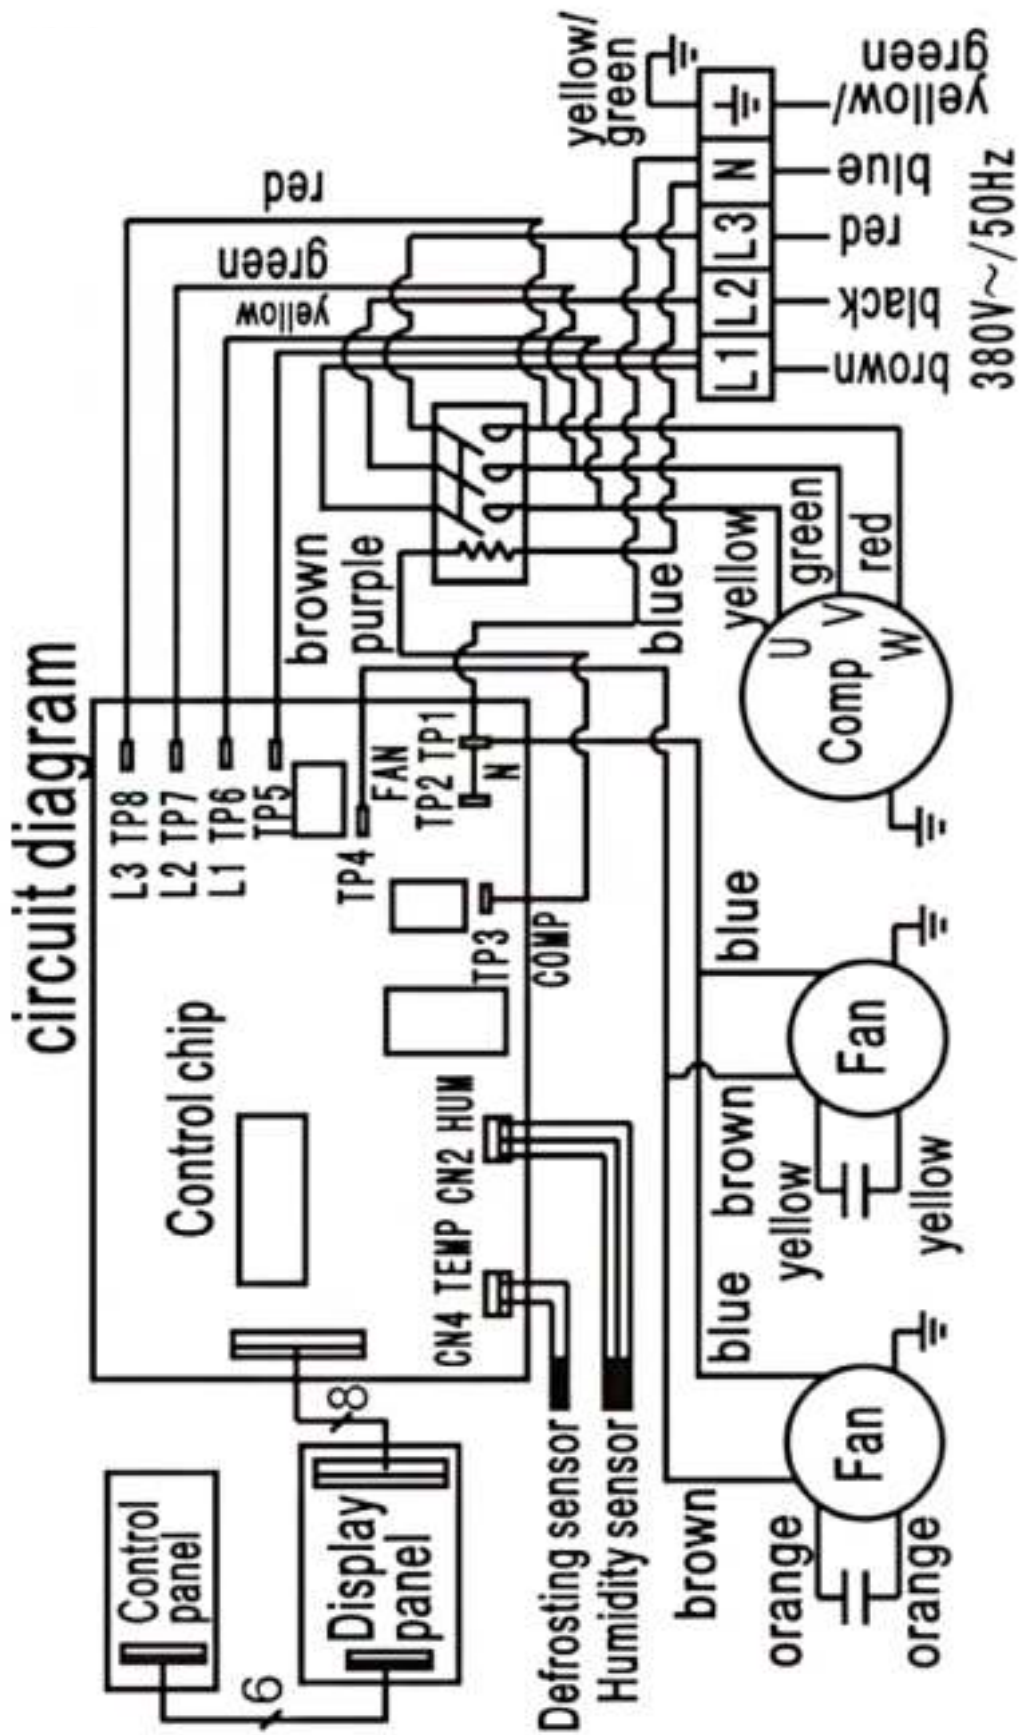 circuit diagram
Control
panel
6
Display
panel
8
Control chip
L3 TP8
L2 TP7
L1 TP6
TP5
TP4
FAN
TP2 TP1
N
TP3
COMP
CN4 TEMP CN2 HUM
Defrosting sensor
Humidity sensor
red
green
yellow
brown
purple
blue
yellow/
green
L1 L2 L3 N
brown
black
red
blue
yellow/
green
380V~/50Hz
yellow
green
red
U
V
W
Comp
blue
Fan
brown
yellow
yellow
blue
Fan
brown
orange
orange